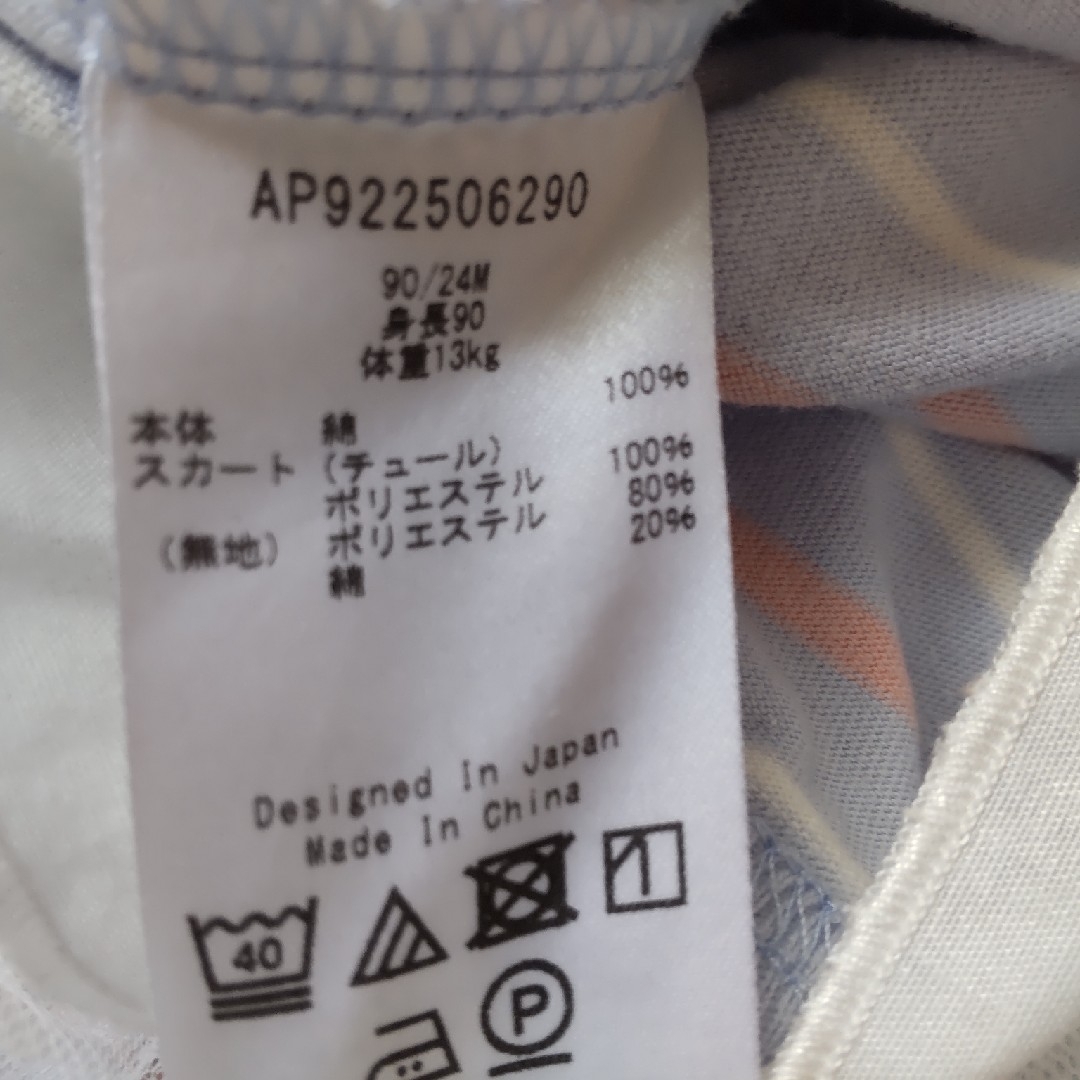 AP922506290
90/24M
身長90
体重13kg
本体 綿 100%
スカート (チュール)
ポリエステル 100%
(無地) ポリエステル 80%
綿 20%
Designed In Japan
Made In China
40
P